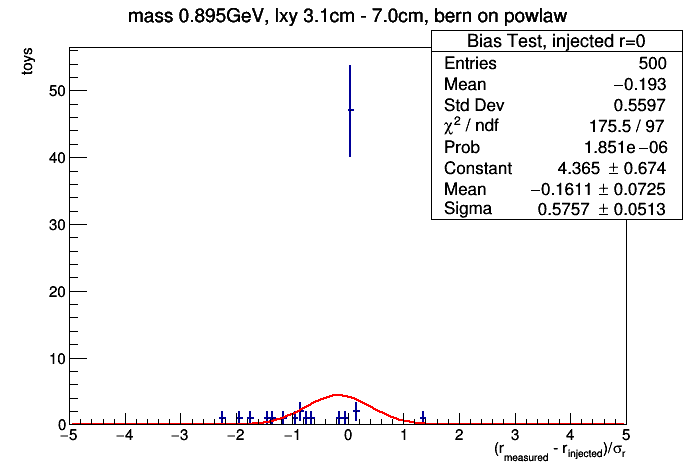 mass 0.895GeV, lxy 3.1cm - 7.0cm, bern on powlaw
toys
Bias Test, injected r=0
Entries 500
Mean −0.193
Std Dev 0.5597
χ² / ndf 175.5 / 97
Prob 1.851e−06
Constant 4.365 ± 0.674
Mean −0.1611 ± 0.0725
Sigma 0.5757 ± 0.0513
50
40
30
20
10
0
−5 −4 −3 −2 −1 0 1 2 3 4 5
(r_measured - r_injected)/σ_r